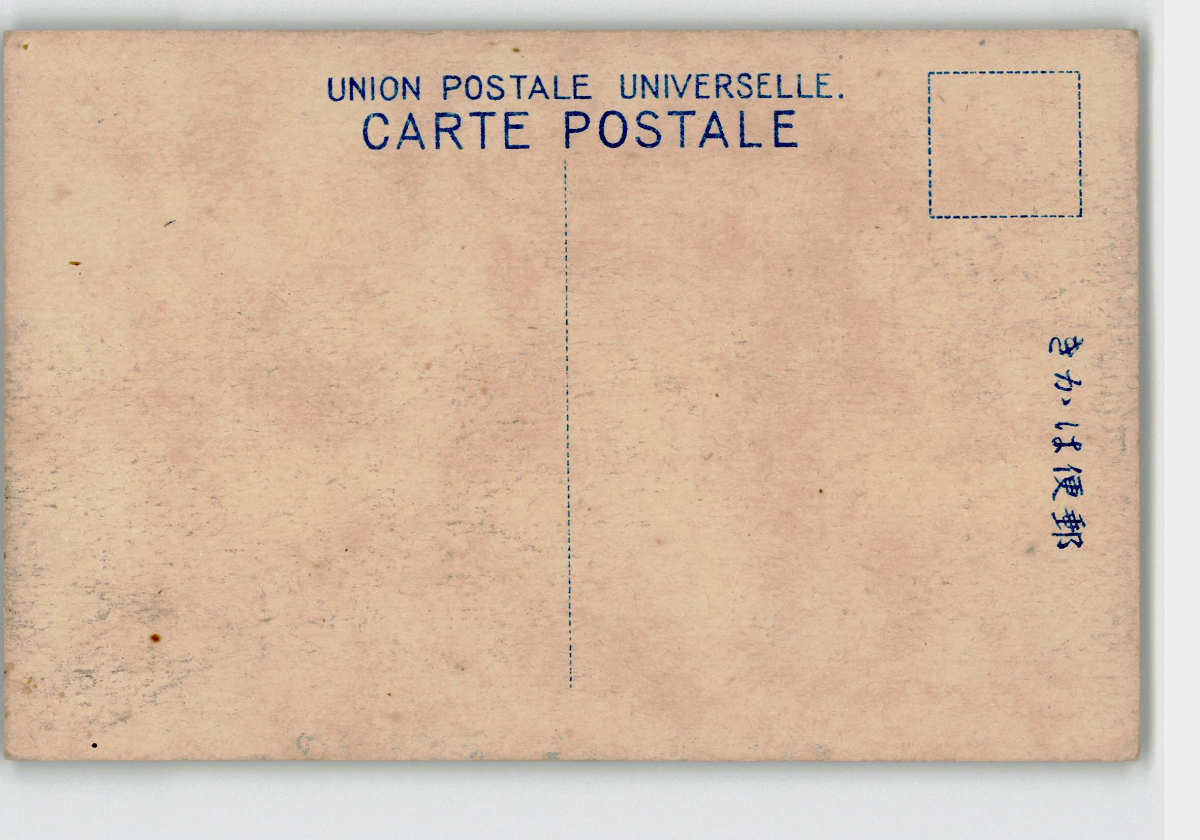 UNION POSTALE UNIVERSELLE.
CARTE POSTALE
きかは便郵